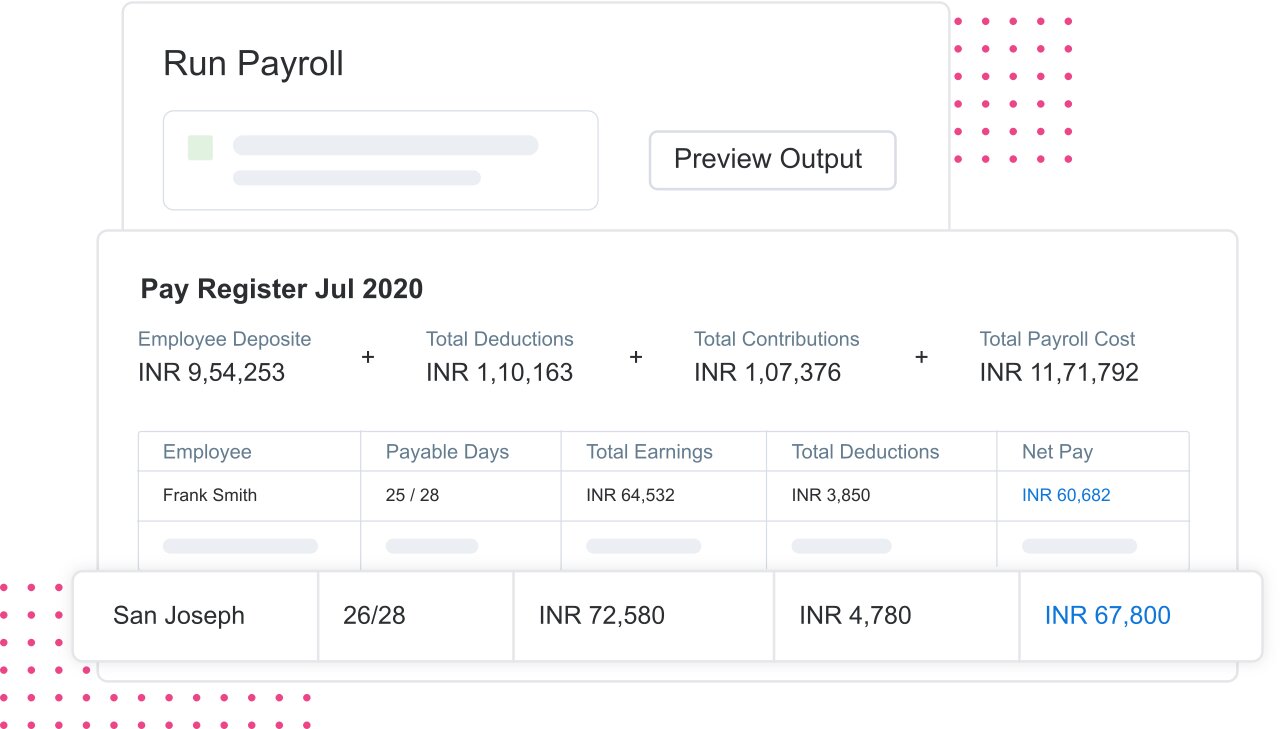 Run Payroll
Preview Output
Pay Register Jul 2020
Employee Deposite + Total Deductions + Total Contributions + Total Payroll Cost
INR 9,54,253 INR 1,10,163 INR 1,07,376 INR 11,71,792
Employee Payable Days Total Earnings Total Deductions Net Pay
Frank Smith 25 / 28 INR 64,532 INR 3,850 INR 60,682
San Joseph 26/28 INR 72,580 INR 4,780 INR 67,800